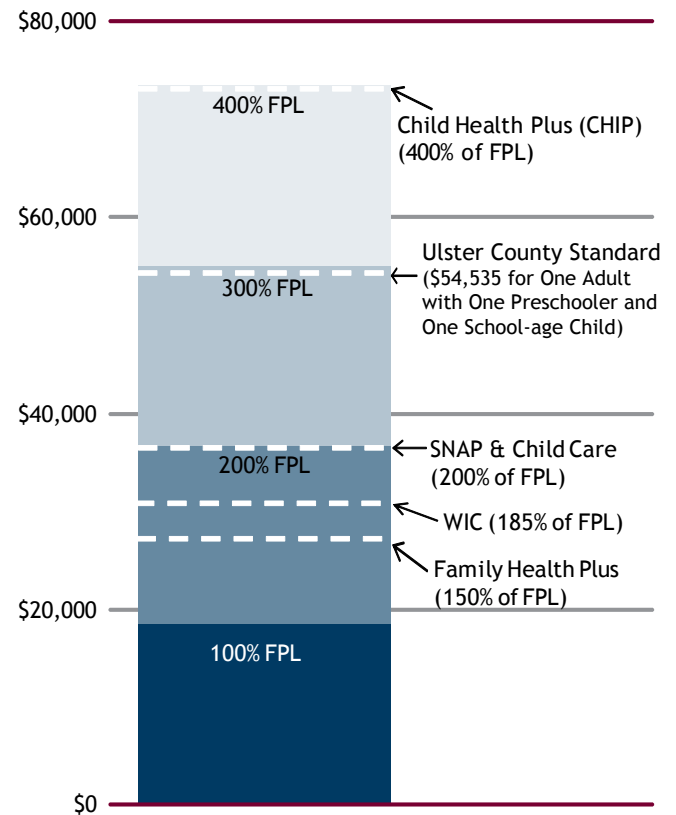 $80,000
400% FPL
Child Health Plus (CHIP)
(400% of FPL)
$60,000
Ulster County Standard
($54,535 for One Adult
with One Preschooler and
One School-age Child)
300% FPL
$40,000
SNAP & Child Care
(200% of FPL)
200% FPL
WIC (185% of FPL)
Family Health Plus
(150% of FPL)
$20,000
100% FPL
$0